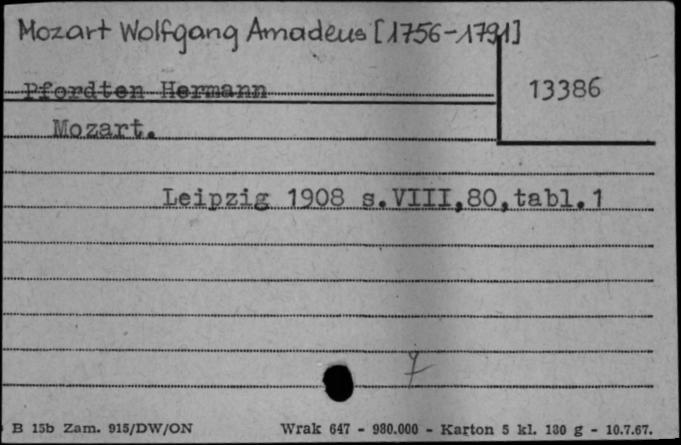 Mozart Wolfgang Amadeus [1756-1791]
Pfordten Hermann
13386
Mozart.
Leipzig 1908 s.VIII,80,tabl.1
B 15b Zam. 915/DW/ON
Wrak 647 - 980.000 - Karton 5 kl. 180 g - 10.7.67.